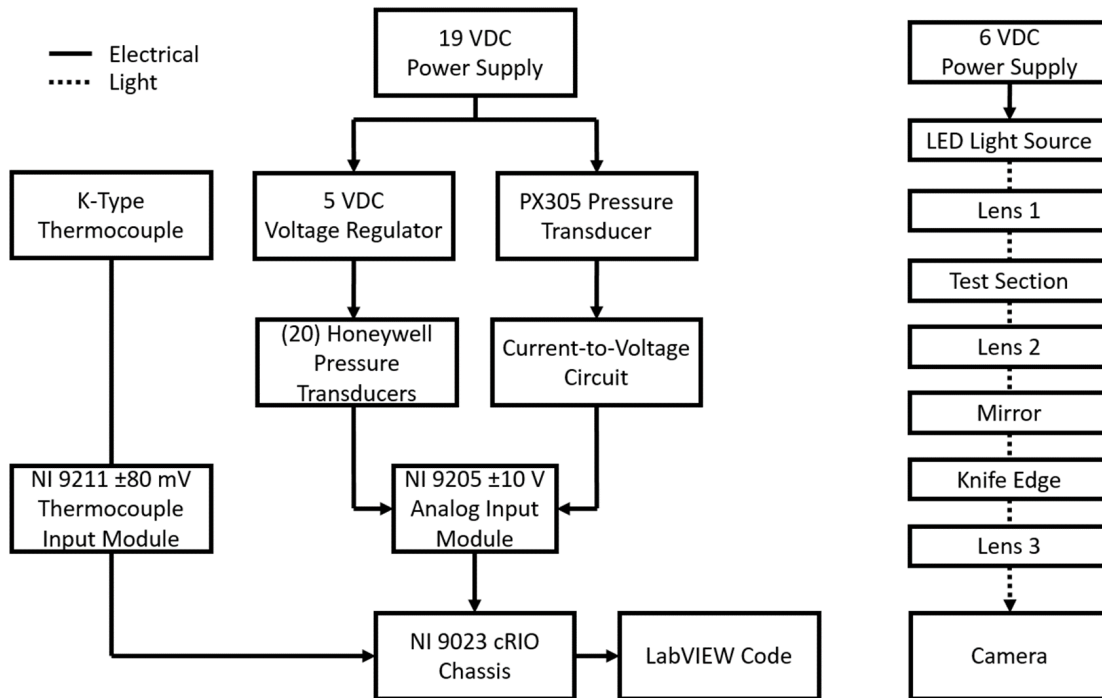 Electrical
Light
19 VDC
Power Supply
K-Type
Thermocouple
5 VDC
Voltage Regulator
PX305 Pressure
Transducer
(20) Honeywell
Pressure
Transducers
Current-to-Voltage
Circuit
NI 9211 ±80 mV
Thermocouple
Input Module
NI 9205 ±10 V
Analog Input
Module
NI 9023 cRIO
Chassis
LabVIEW Code
6 VDC
Power Supply
LED Light Source
Lens 1
Test Section
Lens 2
Mirror
Knife Edge
Lens 3
Camera